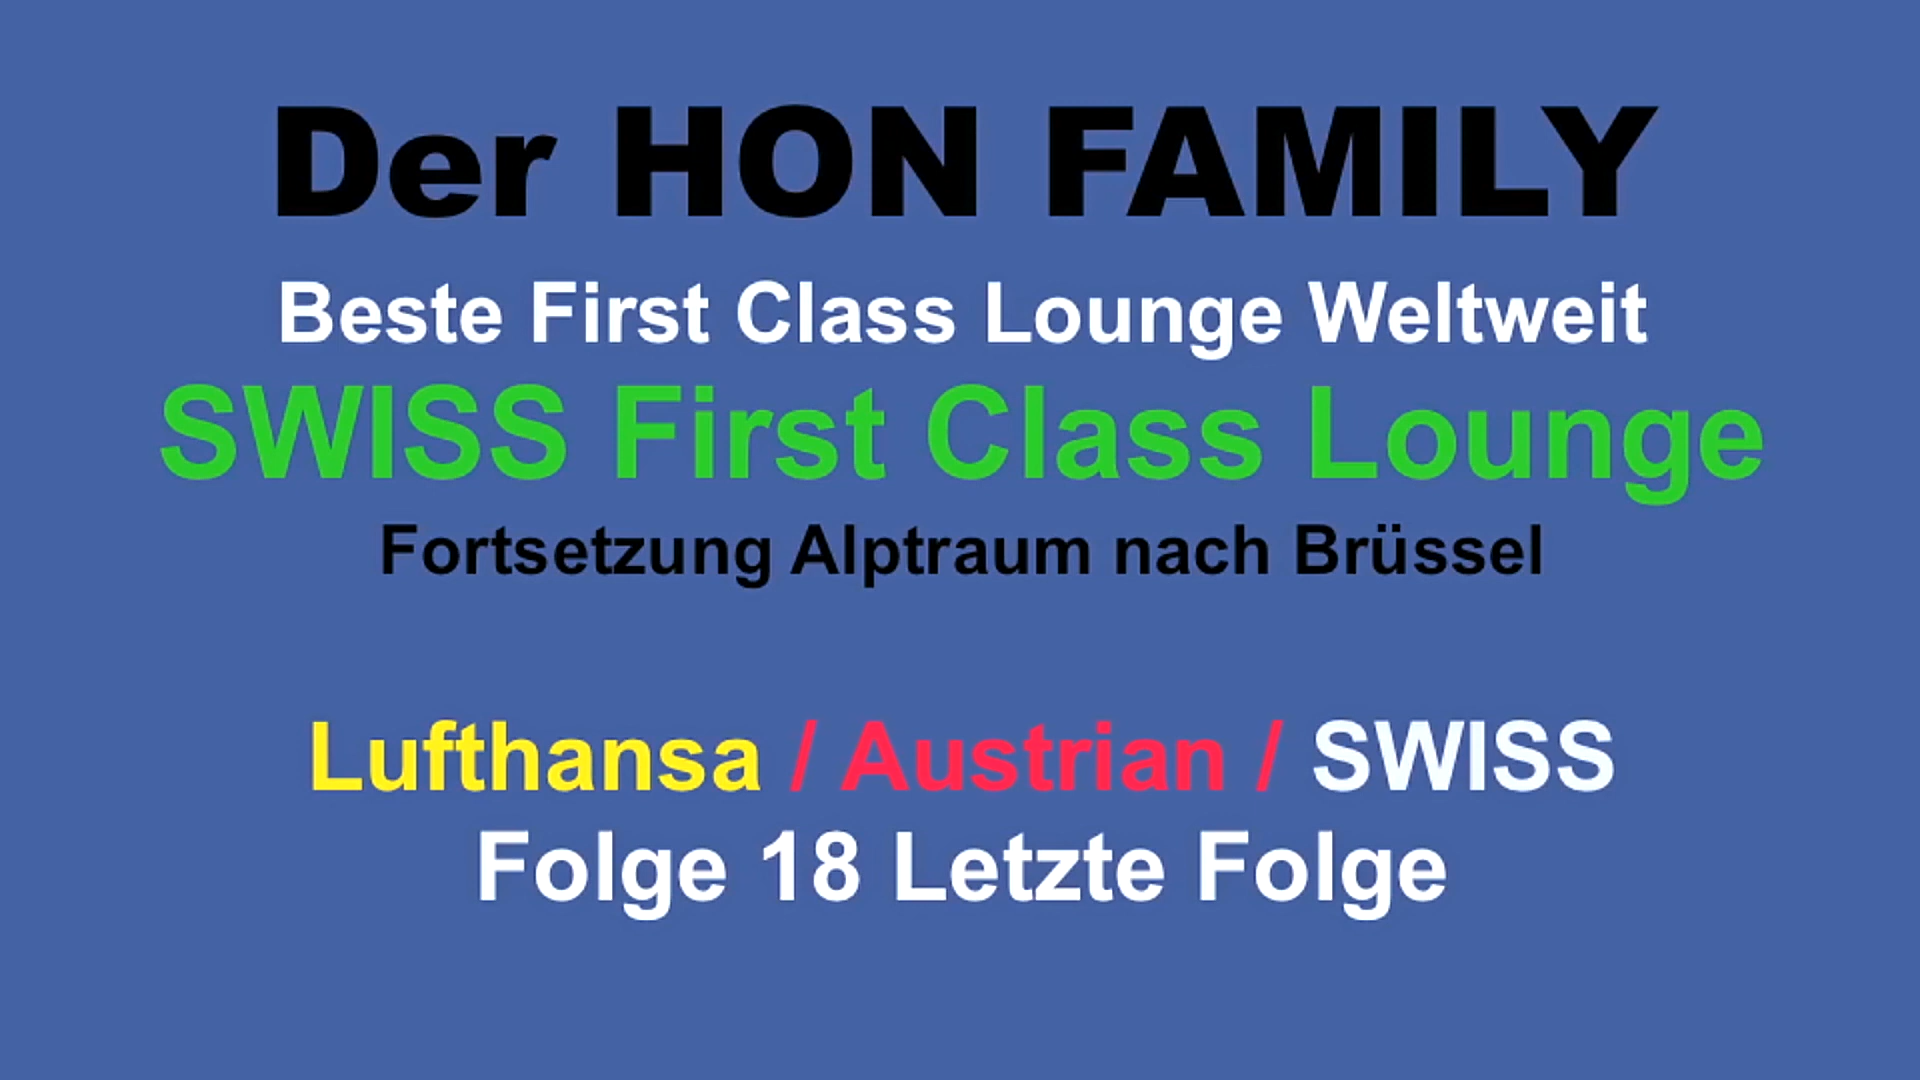 Der HON FAMILY
Beste First Class Lounge Weltweit
SWISS First Class Lounge
Fortsetzung Alptraum nach Brüssel
Lufthansa / Austrian / SWISS
Folge 18 Letzte Folge